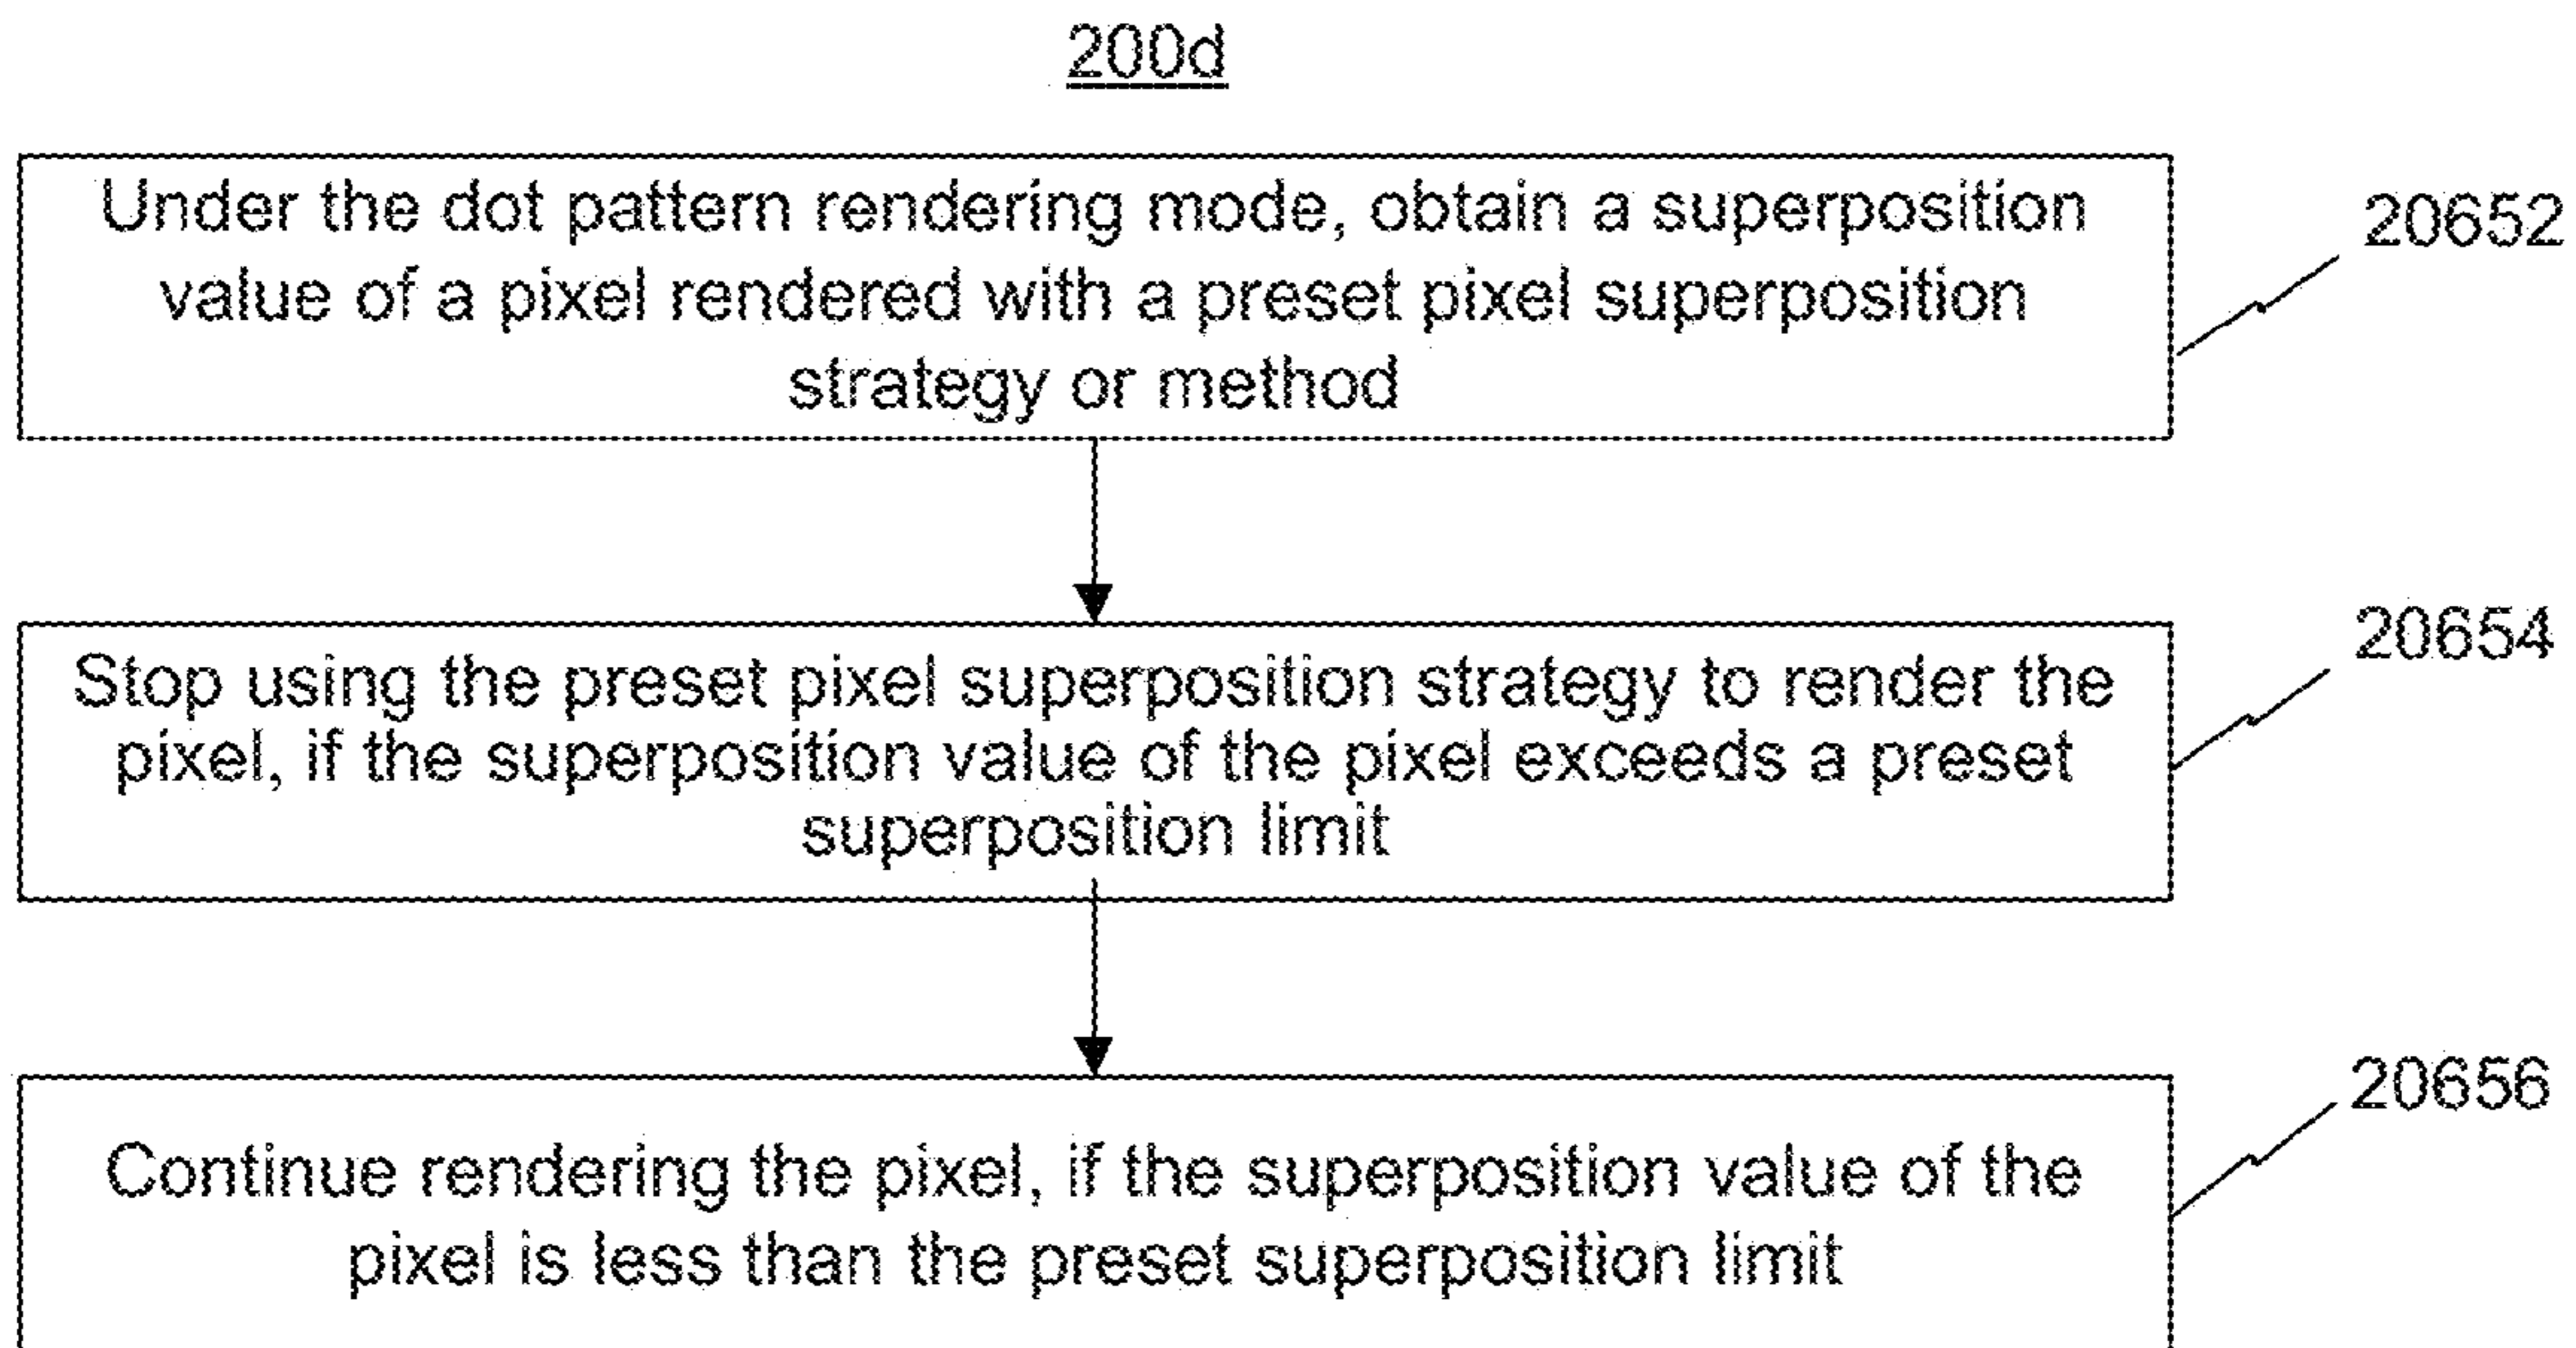 200d
Under the dot pattern rendering mode, obtain a superposition
value of a pixel rendered with a preset pixel superposition
strategy or method
20652
Stop using the preset pixel superposition strategy to render the
pixel, if the superposition value of the pixel exceeds a preset
superposition limit
20654
Continue rendering the pixel, if the superposition value of the
pixel is less than the preset superposition limit
20656